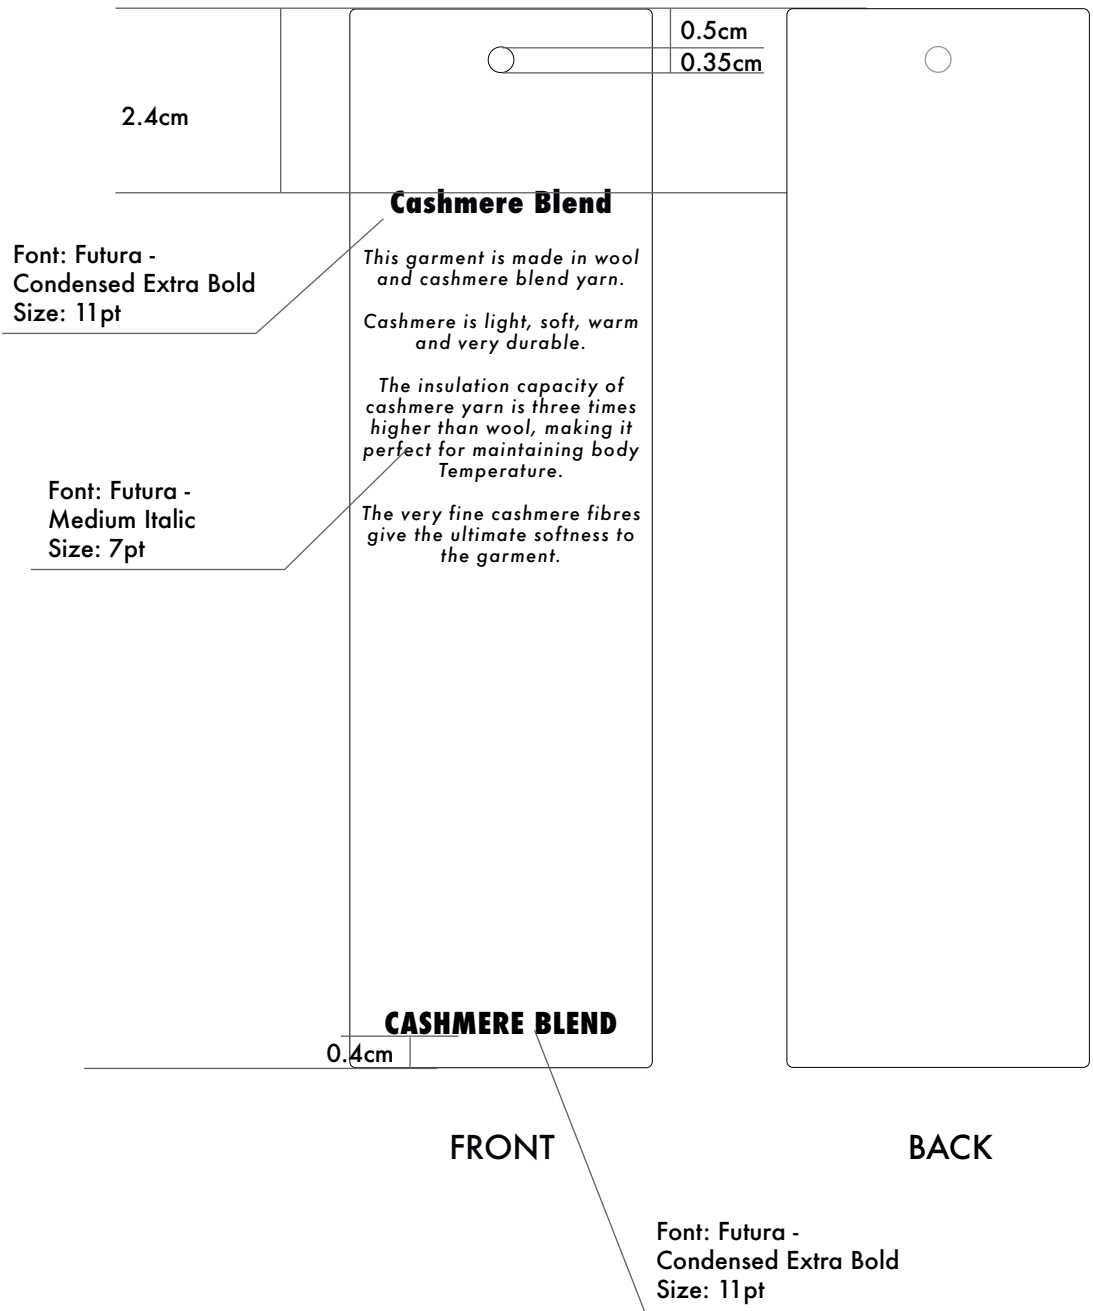 0.5cm
0.35cm
2.4cm
Cashmere Blend
Font: Futura -
Condensed Extra Bold
Size: 11pt
This garment is made in wool
and cashmere blend yarn.
Cashmere is light, soft, warm
and very durable.
The insulation capacity of
cashmere yarn is three times
higher than wool, making it
perfect for maintaining body
Temperature.
Font: Futura -
Medium Italic
Size: 7pt
The very fine cashmere fibres
give the ultimate softness to
the garment.
CASHMERE BLEND
0.4cm
FRONT
BACK
Font: Futura -
Condensed Extra Bold
Size: 11pt